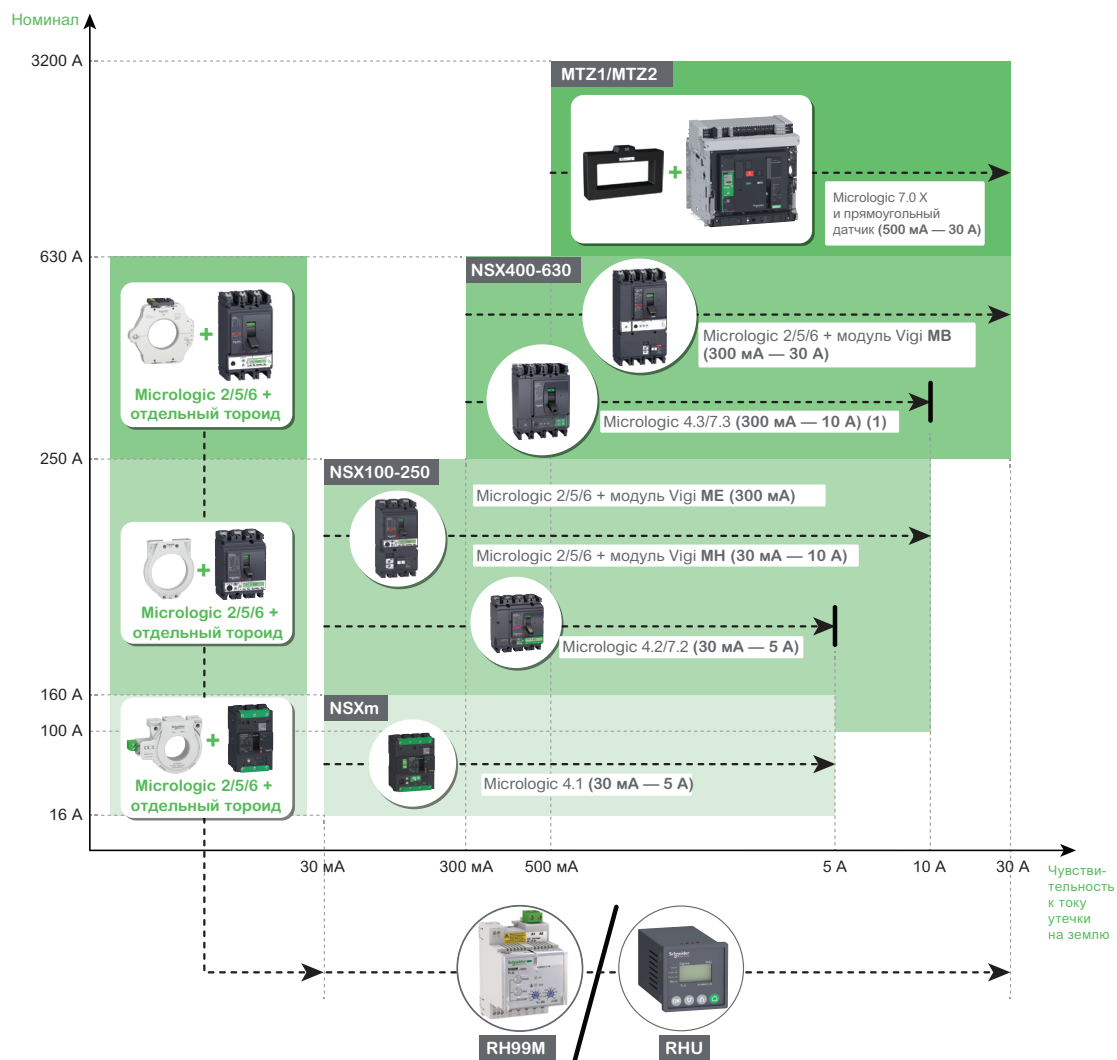 Номинал
3200 A
MTZ1/MTZ2
+
Micrologic 7.0 X
и прямоугольный
датчик (500 мА — 30 А)
630 A
NSX400-630
+
Micrologic 2/5/6 +
отдельный тороид
Micrologic 2/5/6 + модуль Vigi MB
(300 мА — 30 А)
Micrologic 4.3/7.3 (300 мА — 10 А) (1)
250 A
NSX100-250
Micrologic 2/5/6 + модуль Vigi ME (300 мА)
+
Micrologic 2/5/6 +
отдельный тороид
Micrologic 2/5/6 + модуль Vigi MH (30 мА — 10 А)
Micrologic 4.2/7.2 (30 мА — 5 А)
160 A
NSXm
100 A
+
Micrologic 2/5/6 +
отдельный тороид
Micrologic 4.1 (30 мА — 5 А)
16 A
30 мА
300 мА
500 мА
5 A
10 A
30 A
Чувстви-
тельность
к току
утечки
на землю
Schneider
Schneider
RH99M
RHU